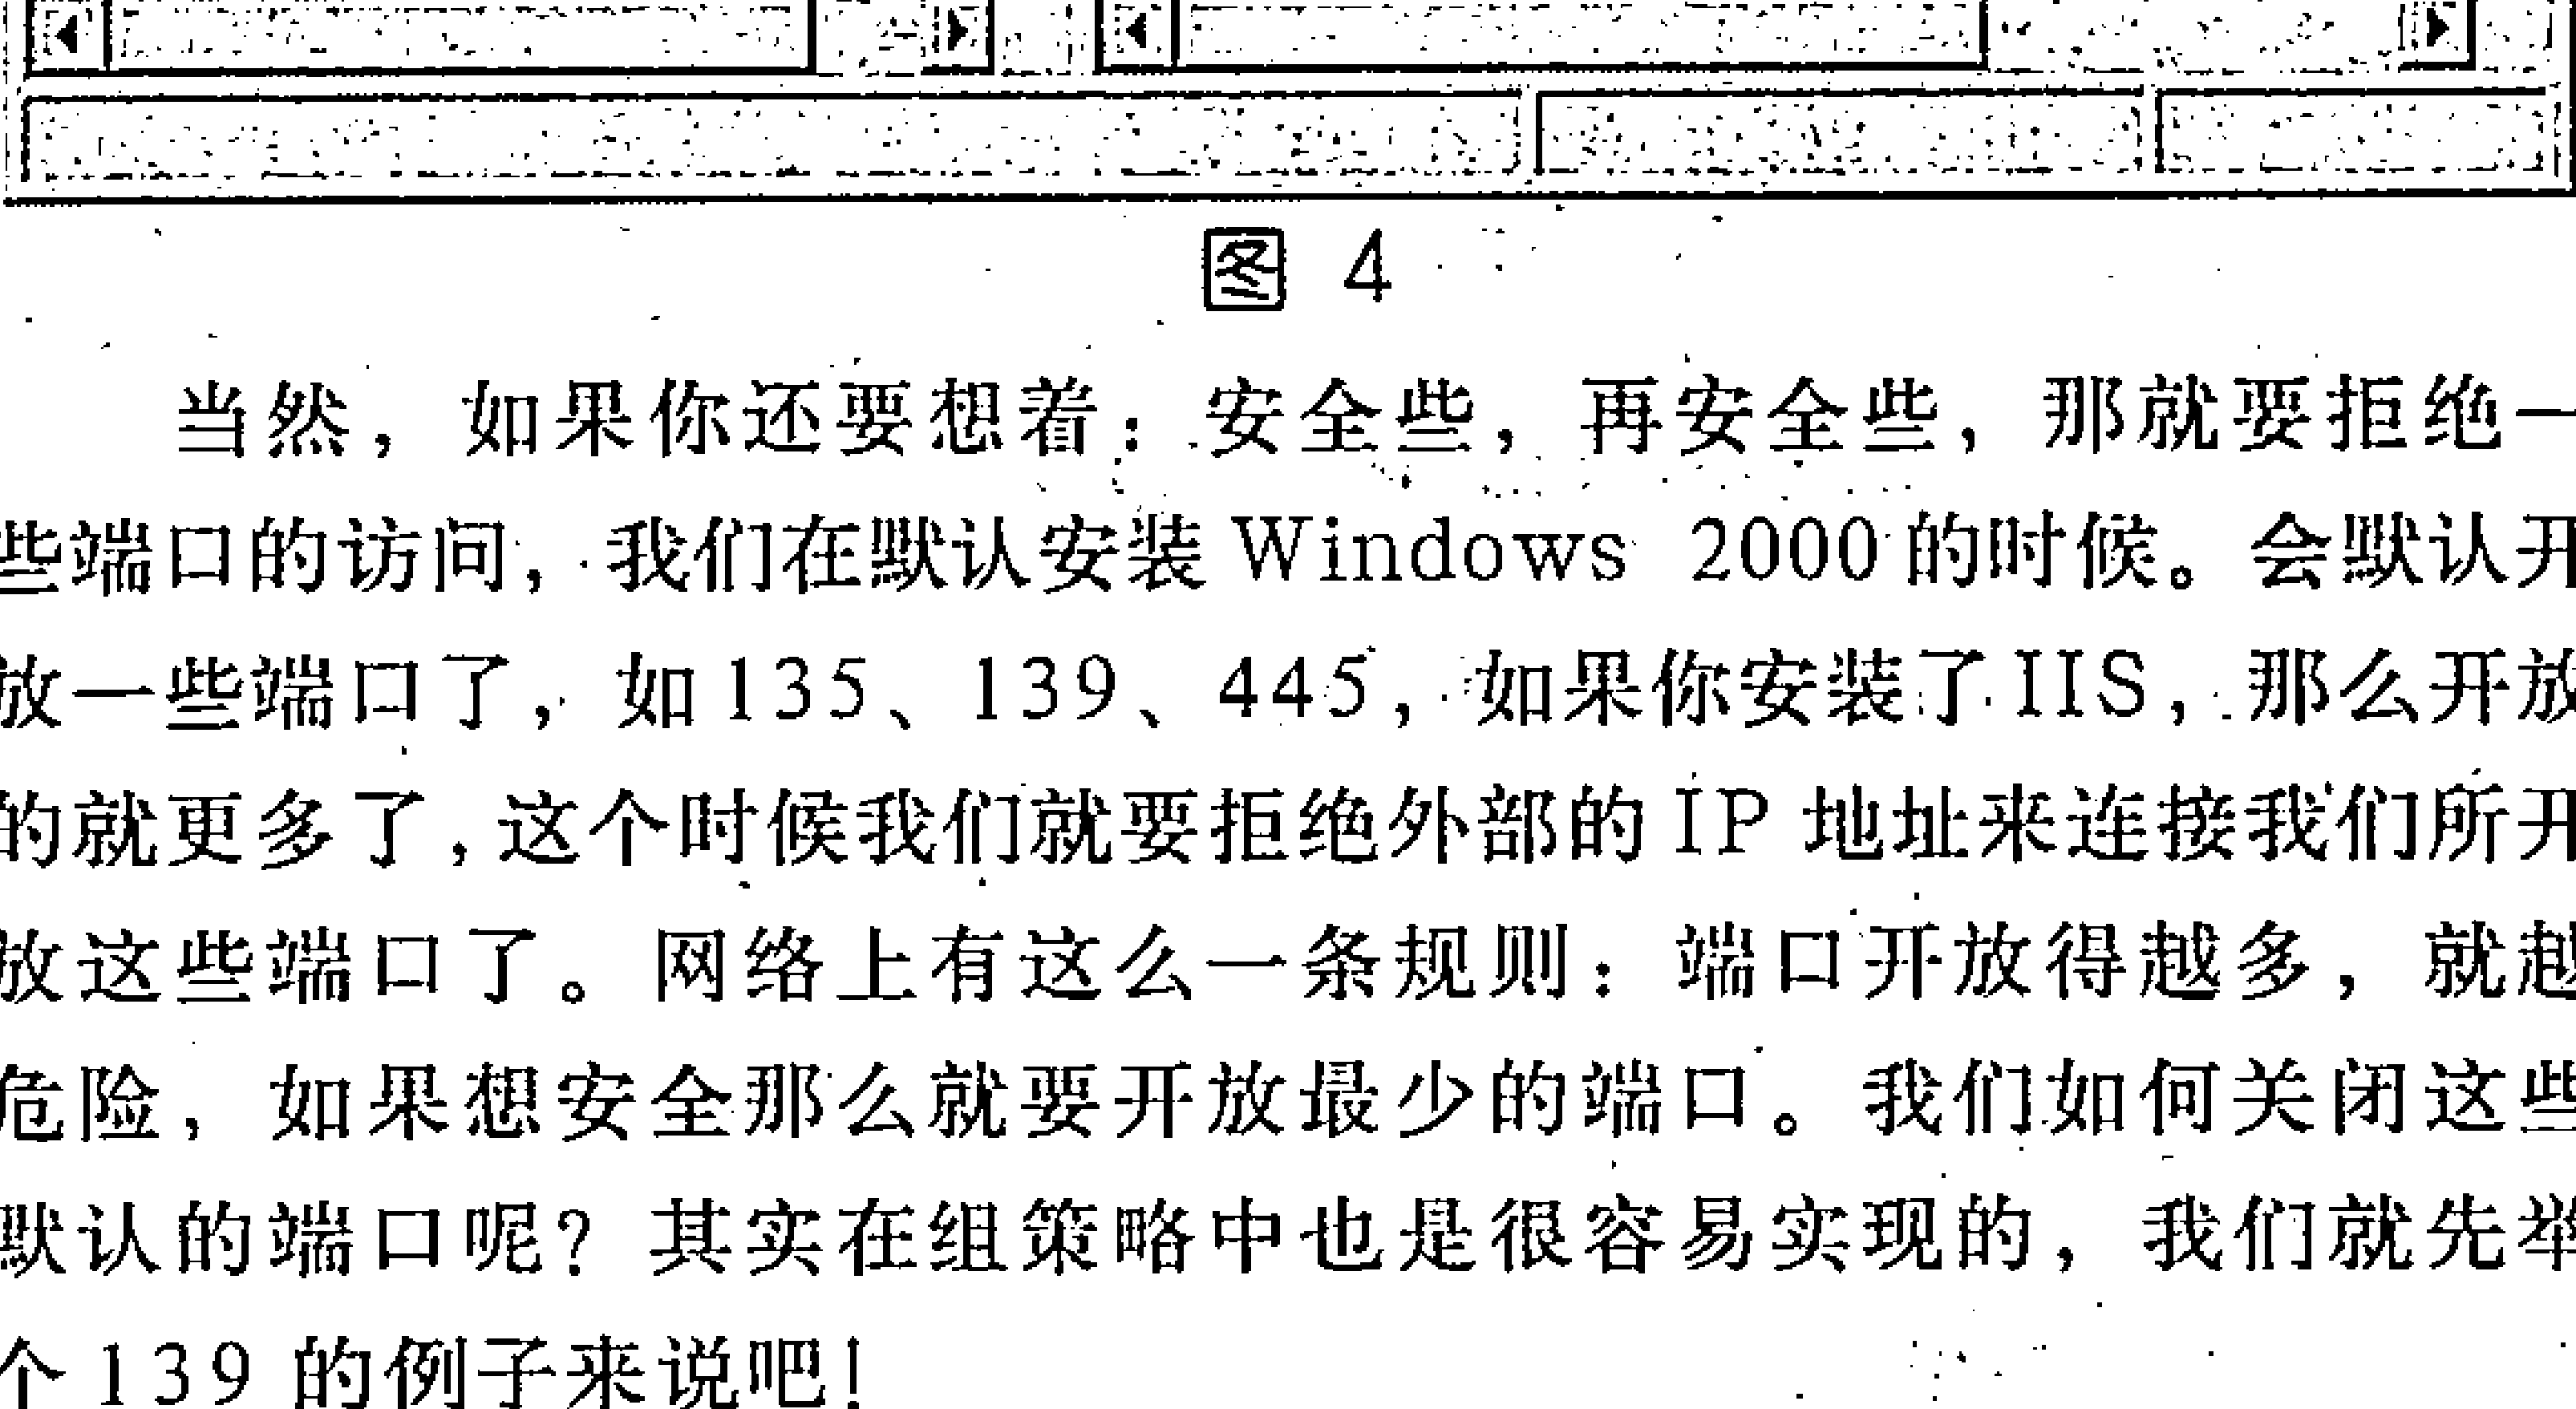 图 4
当然，如果你还要想着：安全些，再安全些，那就要拒绝一
些端口的访问，我们在默认安装 Windows 2000 的时候。会默认开
放一些端口了，如 135、139、445，如果你安装了 IIS，那么开放
的就更多了，这个时候我们就要拒绝外部的 IP 地址来连接我们所开
放这些端口了。网络上有这么一条规则：端口开放得越多，就越
危险，如果想安全那么就要开放最少的端口。我们如何关闭这些
默认的端口呢？其实在组策略中也是很容易实现的，我们就先举
个 139 的例子来说吧！